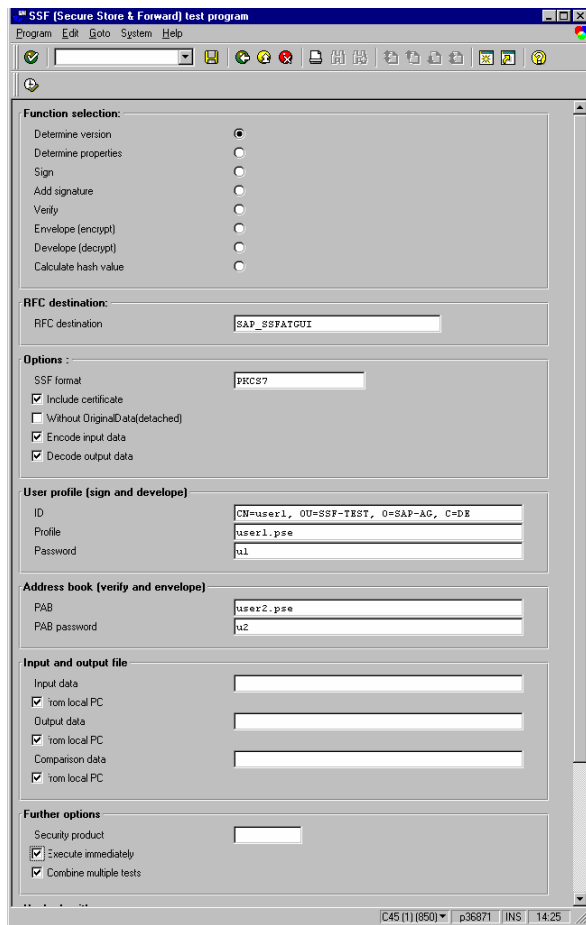 SSF (Secure Store & Forward) test program
Program Edit Goto System Help
Function selection:
Determine version
Determine properties
Sign
Add signature
Verify
Envelope (encrypt)
Develope (decrypt)
Calculate hash value
RFC destination:
RFC destination SAP_SSFATGUI
Options :
SSF format PKCS7
Include certificate
Without OriginalData(detached)
Encode input data
Decode output data
User profile (sign and develope)
ID CN=user1, OU=SSF-TEST, O=SAP-AG, C=DE
Profile user1.pse
Password u1
Address book (verify and envelope)
PAB user2.pse
PAB password u2
Input and output file
Input data
from local PC
Output data
from local PC
Comparison data
from local PC
Further options
Security product
Execute immediately
Combine multiple tests
C45 (1) (850) p36871 INS 14:25